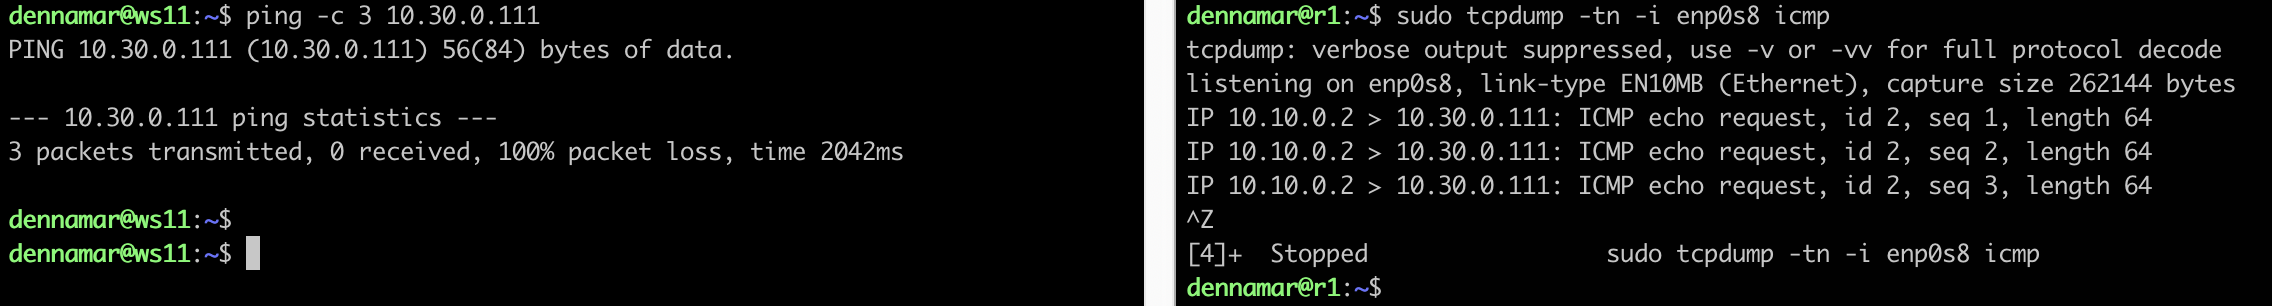 dennamar@ws11:~$ ping -c 3 10.30.0.111
PING 10.30.0.111 (10.30.0.111) 56(84) bytes of data.
--- 10.30.0.111 ping statistics ---
3 packets transmitted, 0 received, 100% packet loss, time 2042ms
dennamar@ws11:~$
dennamar@ws11:~$
dennamar@r1:~$ sudo tcpdump -tn -i enp0s8 icmp
tcpdump: verbose output suppressed, use -v or -vv for full protocol decode
listening on enp0s8, link-type EN10MB (Ethernet), capture size 262144 bytes
IP 10.10.0.2 > 10.30.0.111: ICMP echo request, id 2, seq 1, length 64
IP 10.10.0.2 > 10.30.0.111: ICMP echo request, id 2, seq 2, length 64
IP 10.10.0.2 > 10.30.0.111: ICMP echo request, id 2, seq 3, length 64
^Z
[4]+  Stopped                 sudo tcpdump -tn -i enp0s8 icmp
dennamar@r1:~$